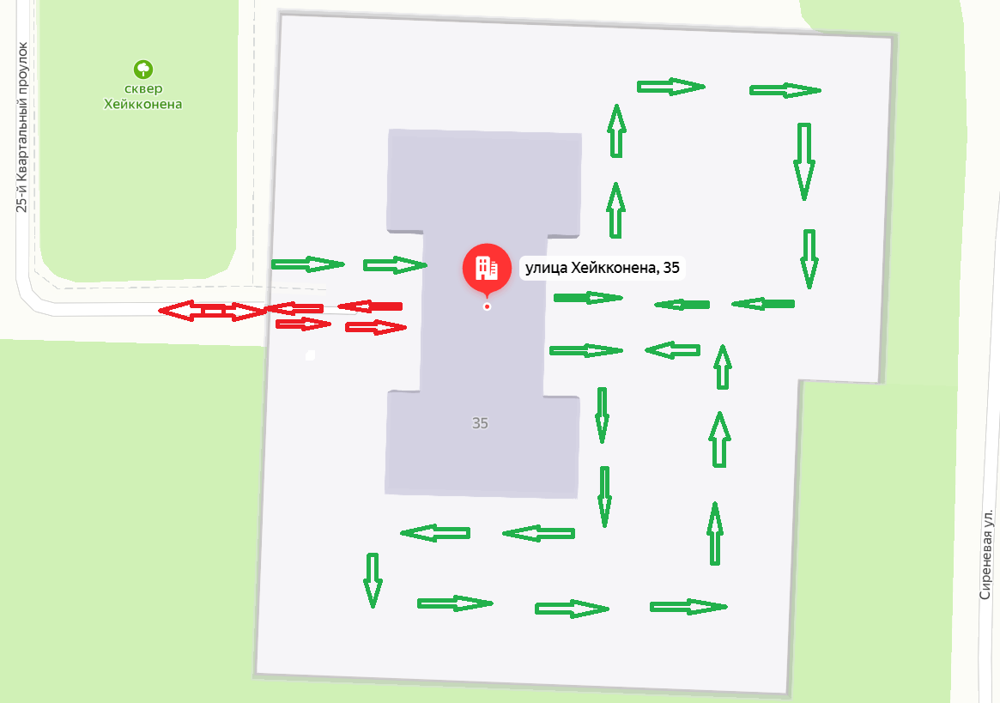 25-й Квартальный проулок
сквер
Хейкконена
улица Хейкконена, 35
35
Сиреневая ул.